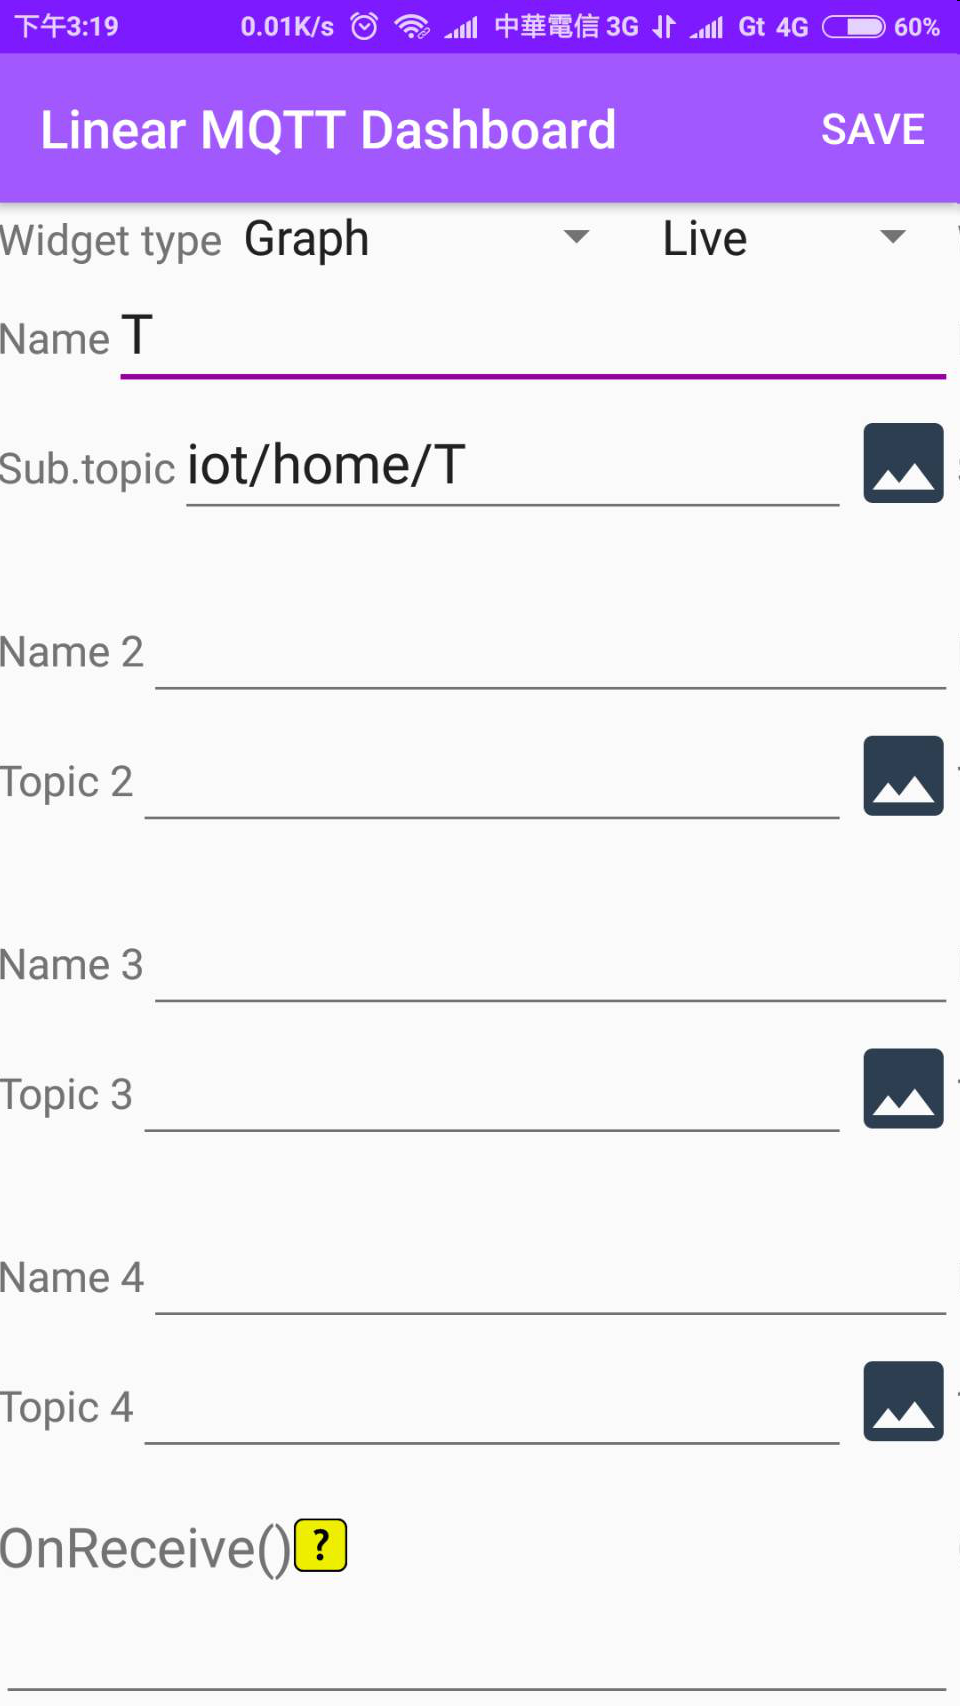 下午3:19 0.01K/s 中華電信 3G Gt 4G 60%
Linear MQTT Dashboard SAVE
Widget type Graph Live
Name T
Sub.topic iot/home/T
Name 2
Topic 2
Name 3
Topic 3
Name 4
Topic 4
OnReceive() ?